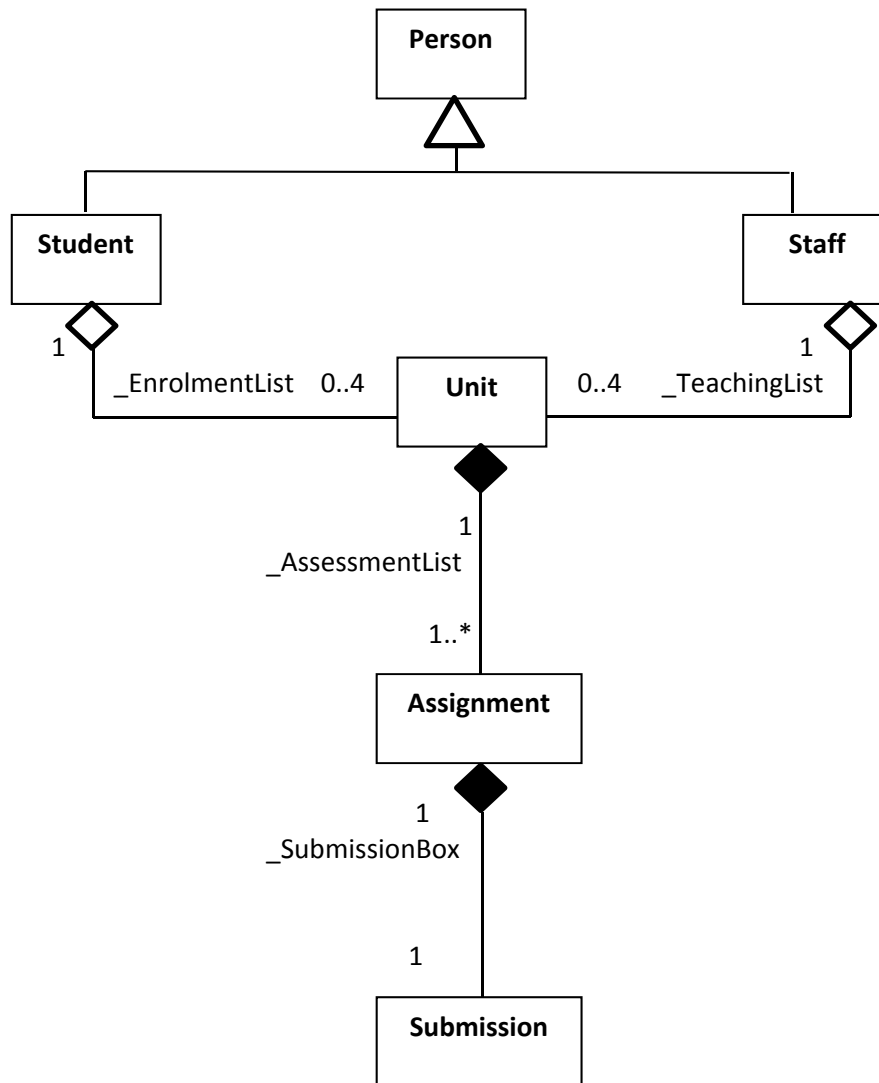 Person
Student
Staff
1
1
_EnrolmentList 0..4
Unit
0..4 _TeachingList
1
_AssessmentList
1..*
Assignment
1
_SubmissionBox
1
Submission